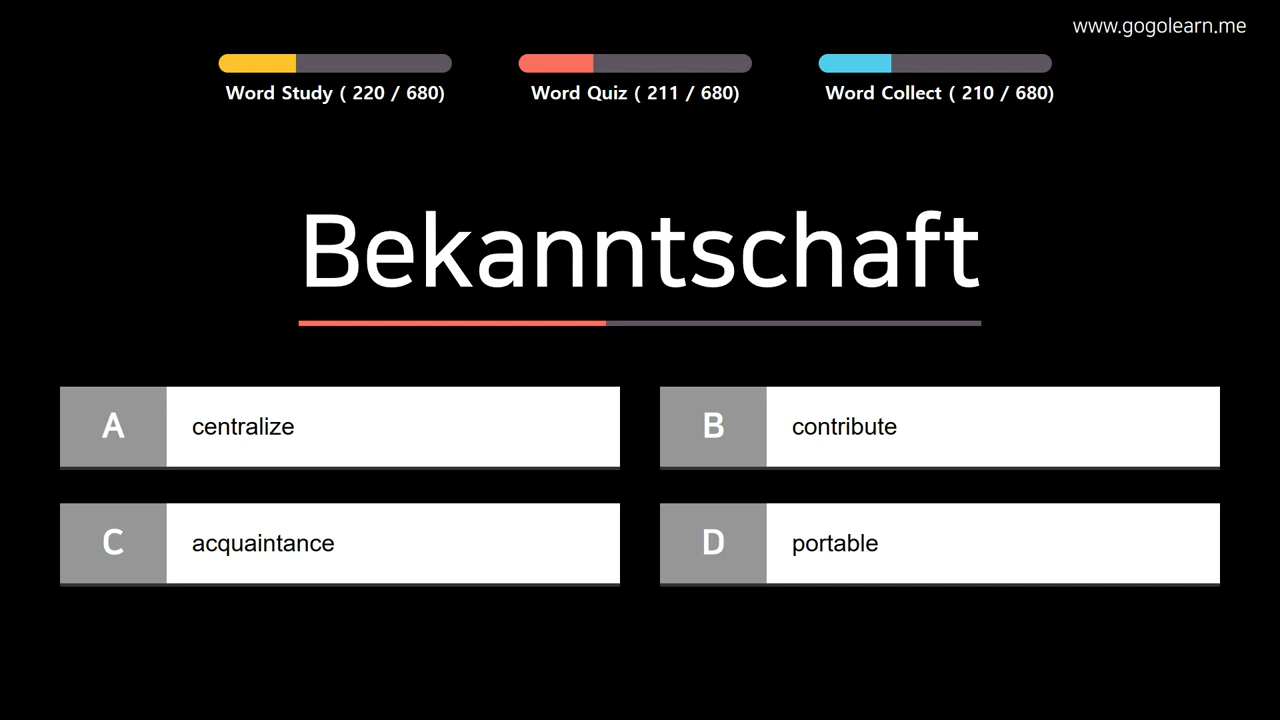 www.gogolearn.me
Word Study ( 220 / 680)
Word Quiz ( 211 / 680)
Word Collect ( 210 / 680)
Bekanntschaft
A centralize
B contribute
C acquaintance
D portable